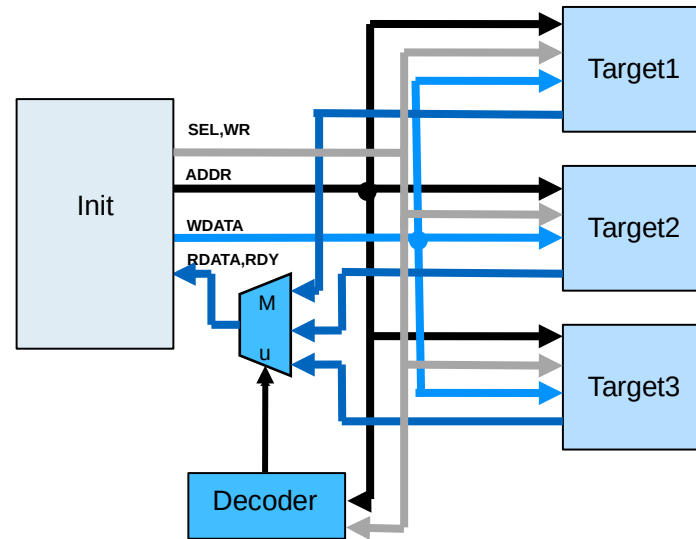 Target1
SEL,WR
ADDR
Init
WDATA
Target2
RDATA,RDY
M
u
Target3
Decoder